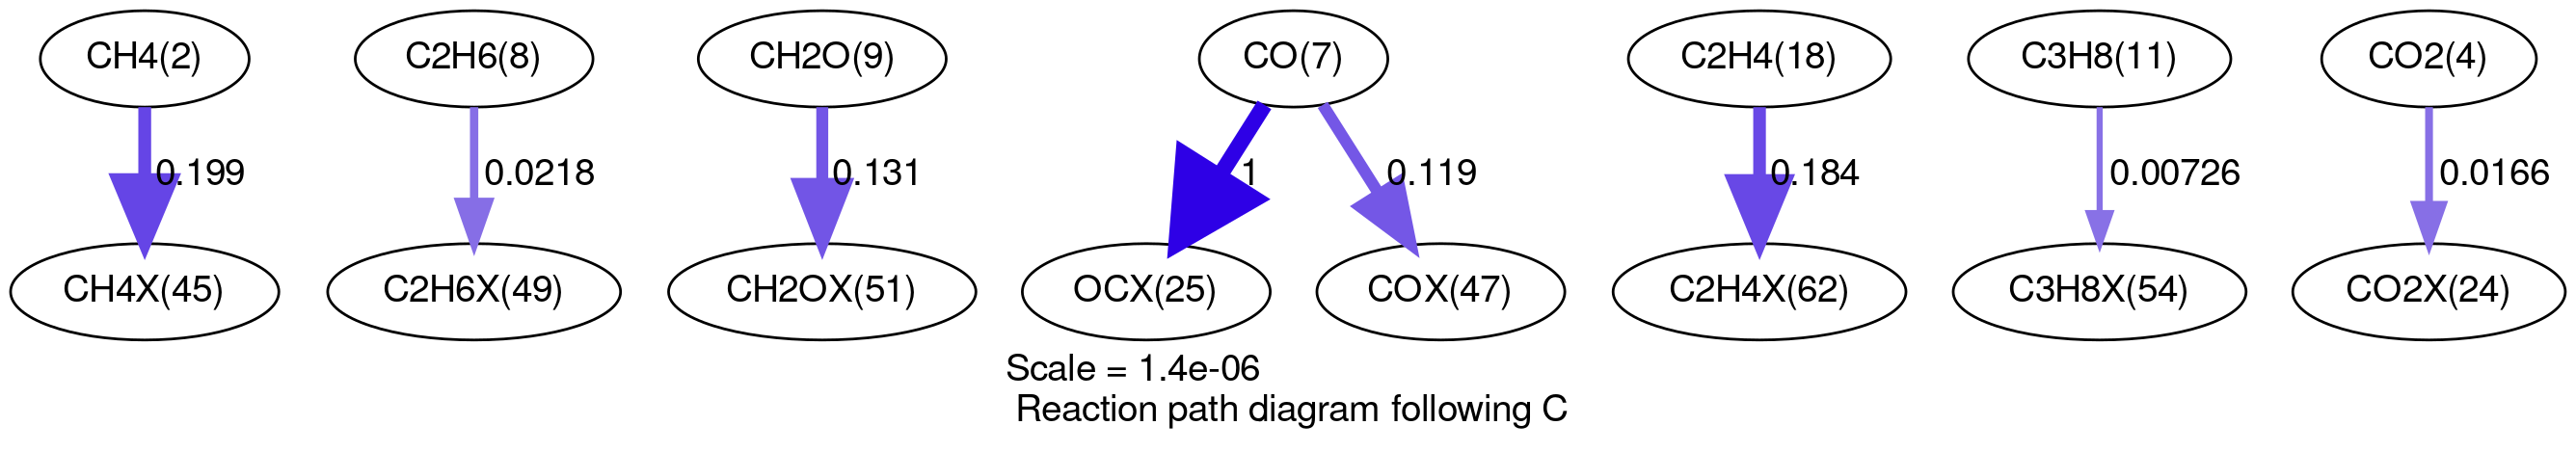 CH4(2) C2H6(8) CH2O(9) CO(7) C2H4(18) C3H8(11) CO2(4)
0.199 0.0218 0.131 1 0.119 0.184 0.00726 0.0166
CH4X(45) C2H6X(49) CH2OX(51) OCX(25) COX(47) C2H4X(62) C3H8X(54) CO2X(24)
Scale = 1.4e-06
Reaction path diagram following C